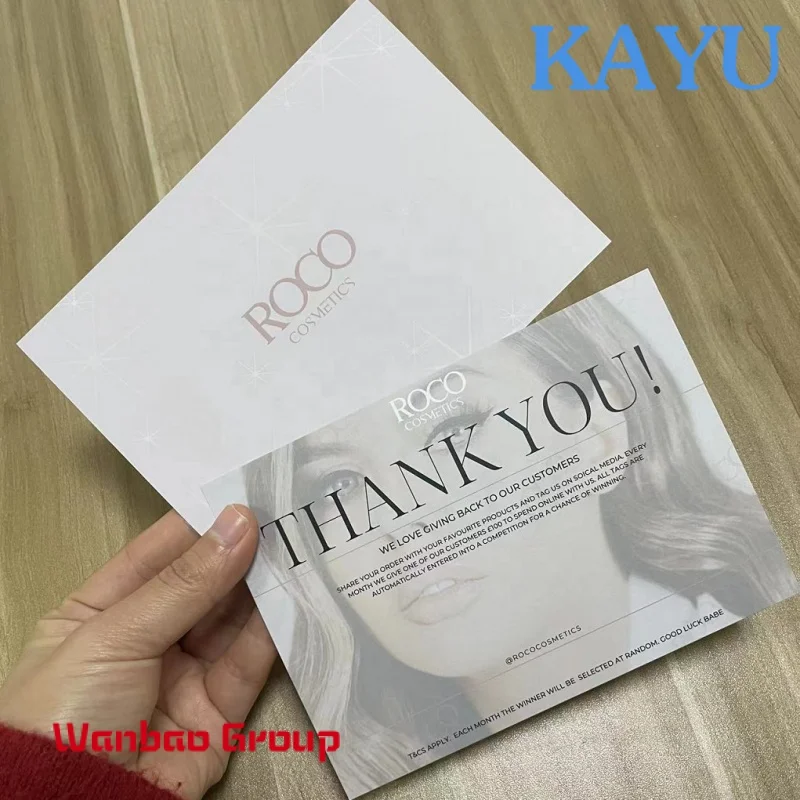 KAYU
ROCO
COSMETICS
ROCO
COSMETICS
THANK YOU!
WE LOVE GIVING BACK TO OUR CUSTOMERS
SHARE YOUR ORDER WITH YOUR FAVOURITE PRODUCTS AND TAG US ON SOICAL MEDIA. EVERY
MONTH WE GIVE ONE OF OUR CUSTOMERS £100 TO SPEND ONLINE WITH US. ALL TAGS ARE
AUTOMATICALLY ENTERED INTO A COMPETITION FOR A CHANCE OF WINNING.
@ROCOCOSMETICS
T&CS APPLY. EACH MONTH THE WINNER WILL BE SELECTED AT RANDOM. GOOD LUCK BABE
Wanbao Group